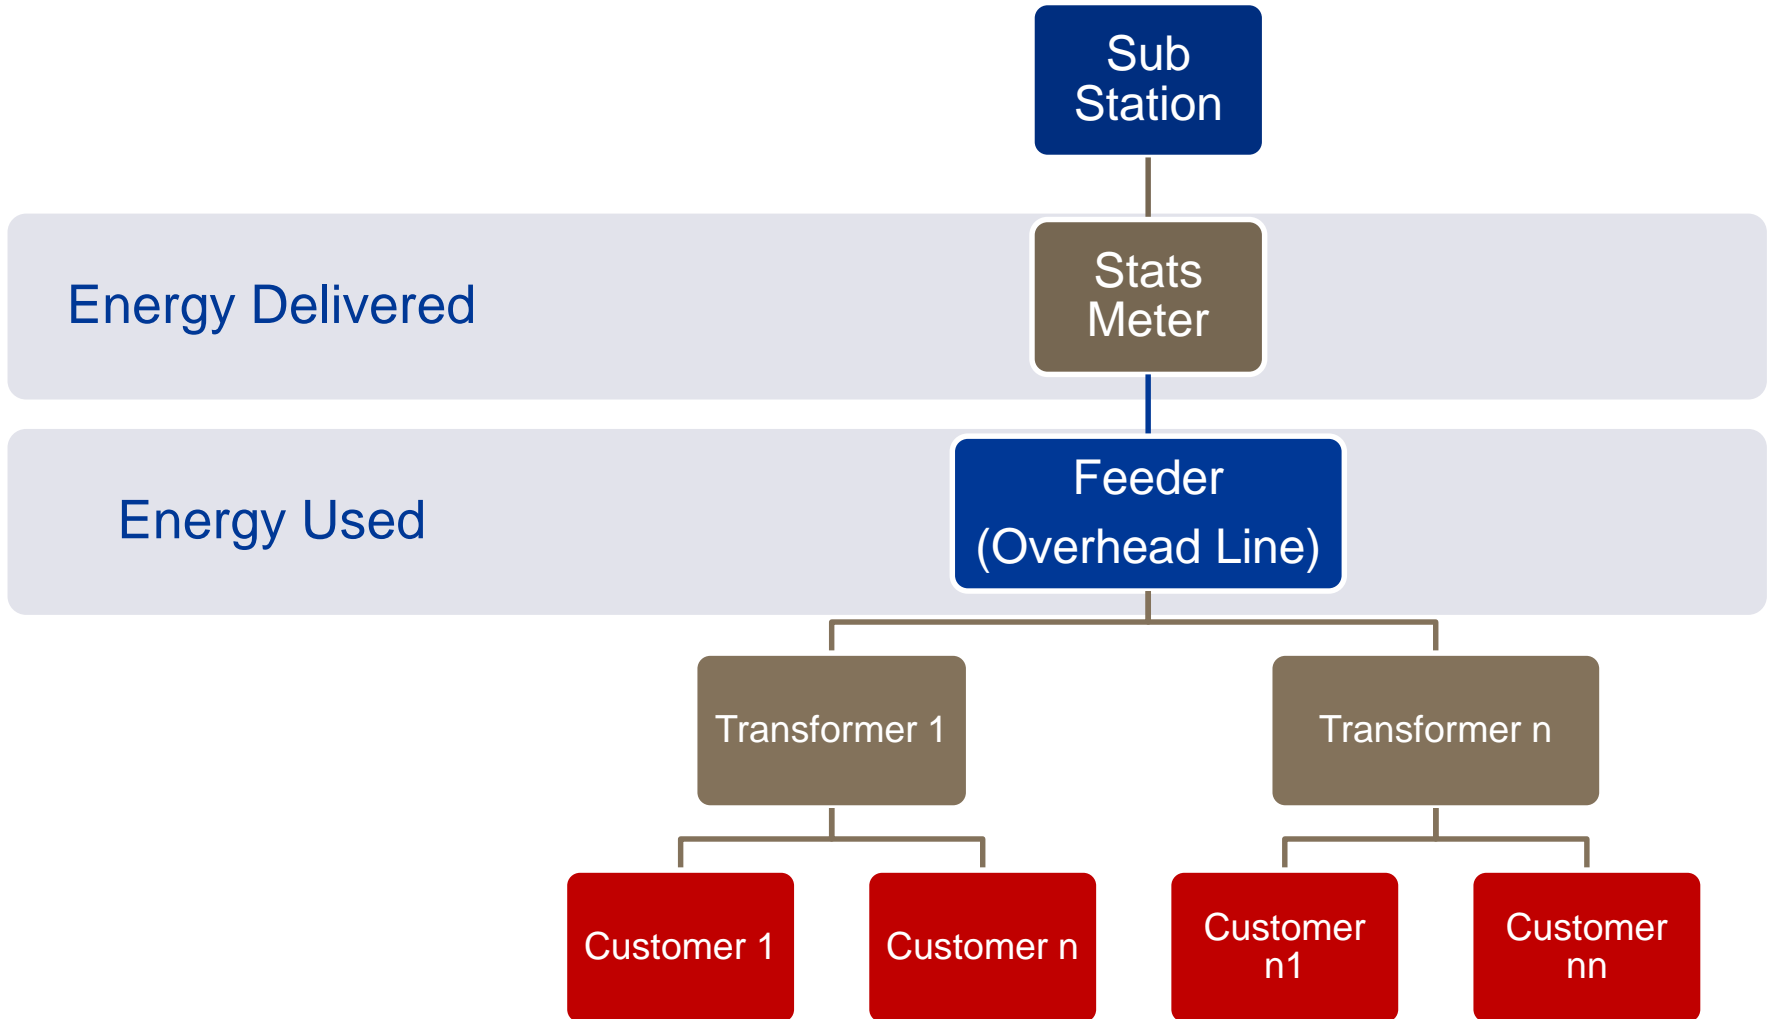 Sub
Station
Energy Delivered
Stats
Meter
Energy Used
Feeder
(Overhead Line)
Transformer 1
Transformer n
Customer 1
Customer n
Customer
n1
Customer
nn